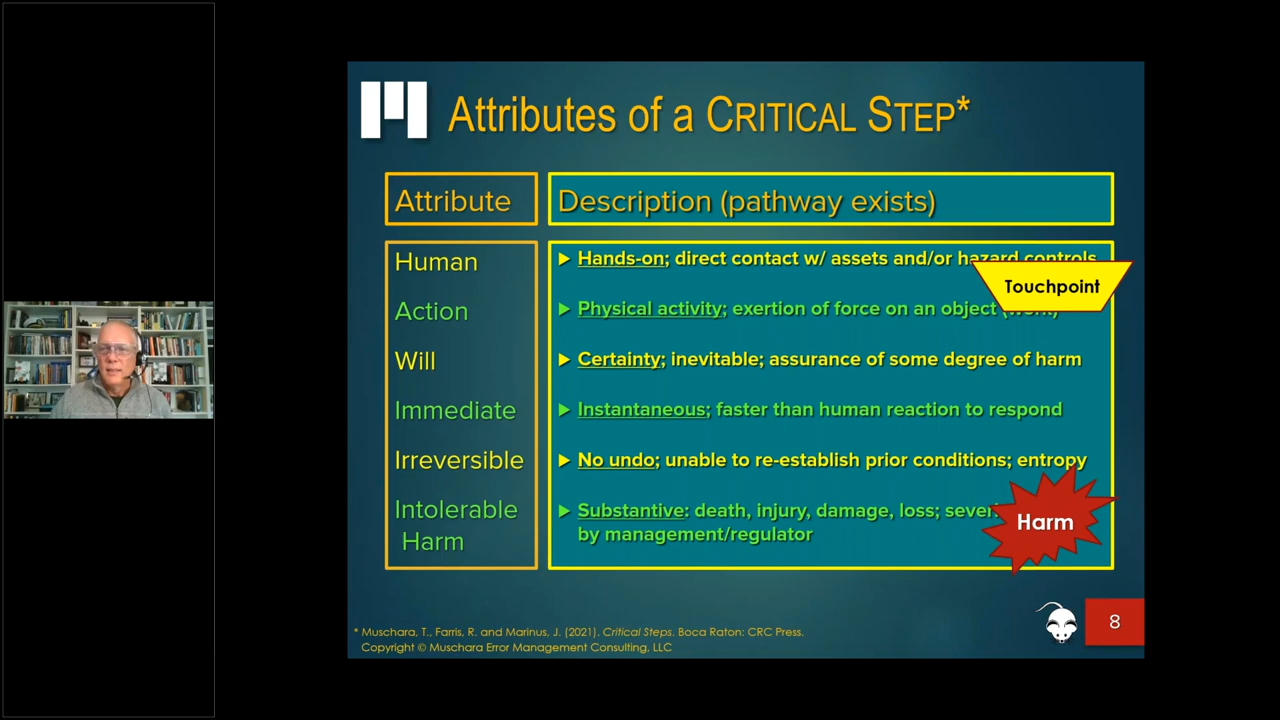 Attributes of a CRITICAL STEP*
Attribute
Description (pathway exists)
Human
Hands-on; direct contact w/ assets and/or hazard controls
Touchpoint
Action
Physical activity; exertion of force on an object (work)
Will
Certainty; inevitable; assurance of some degree of harm
Immediate
Instantaneous; faster than human reaction to respond
Irreversible
No undo; unable to re-establish prior conditions; entropy
Intolerable
Harm
Substantive: death, injury, damage, loss;
by management/regulator
Harm
* Muschara, T., Farris, R. and Marinus, J. (2021). Critical Steps. Boca Raton: CRC Press.
Copyright © Muschara Error Management Consulting, LLC
8